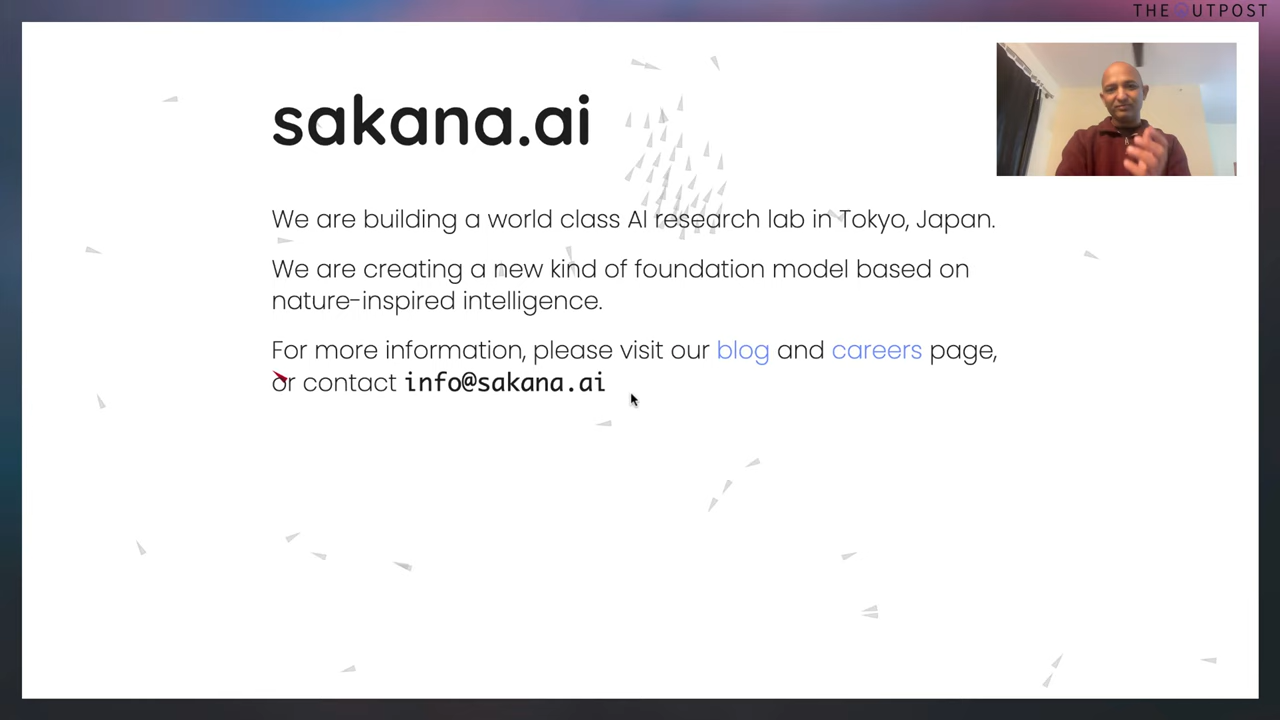 THE OUTPOST
sakana.ai
We are building a world class AI research lab in Tokyo, Japan.
We are creating a new kind of foundation model based on
nature-inspired intelligence.
For more information, please visit our blog and careers page,
or contact info@sakana.ai